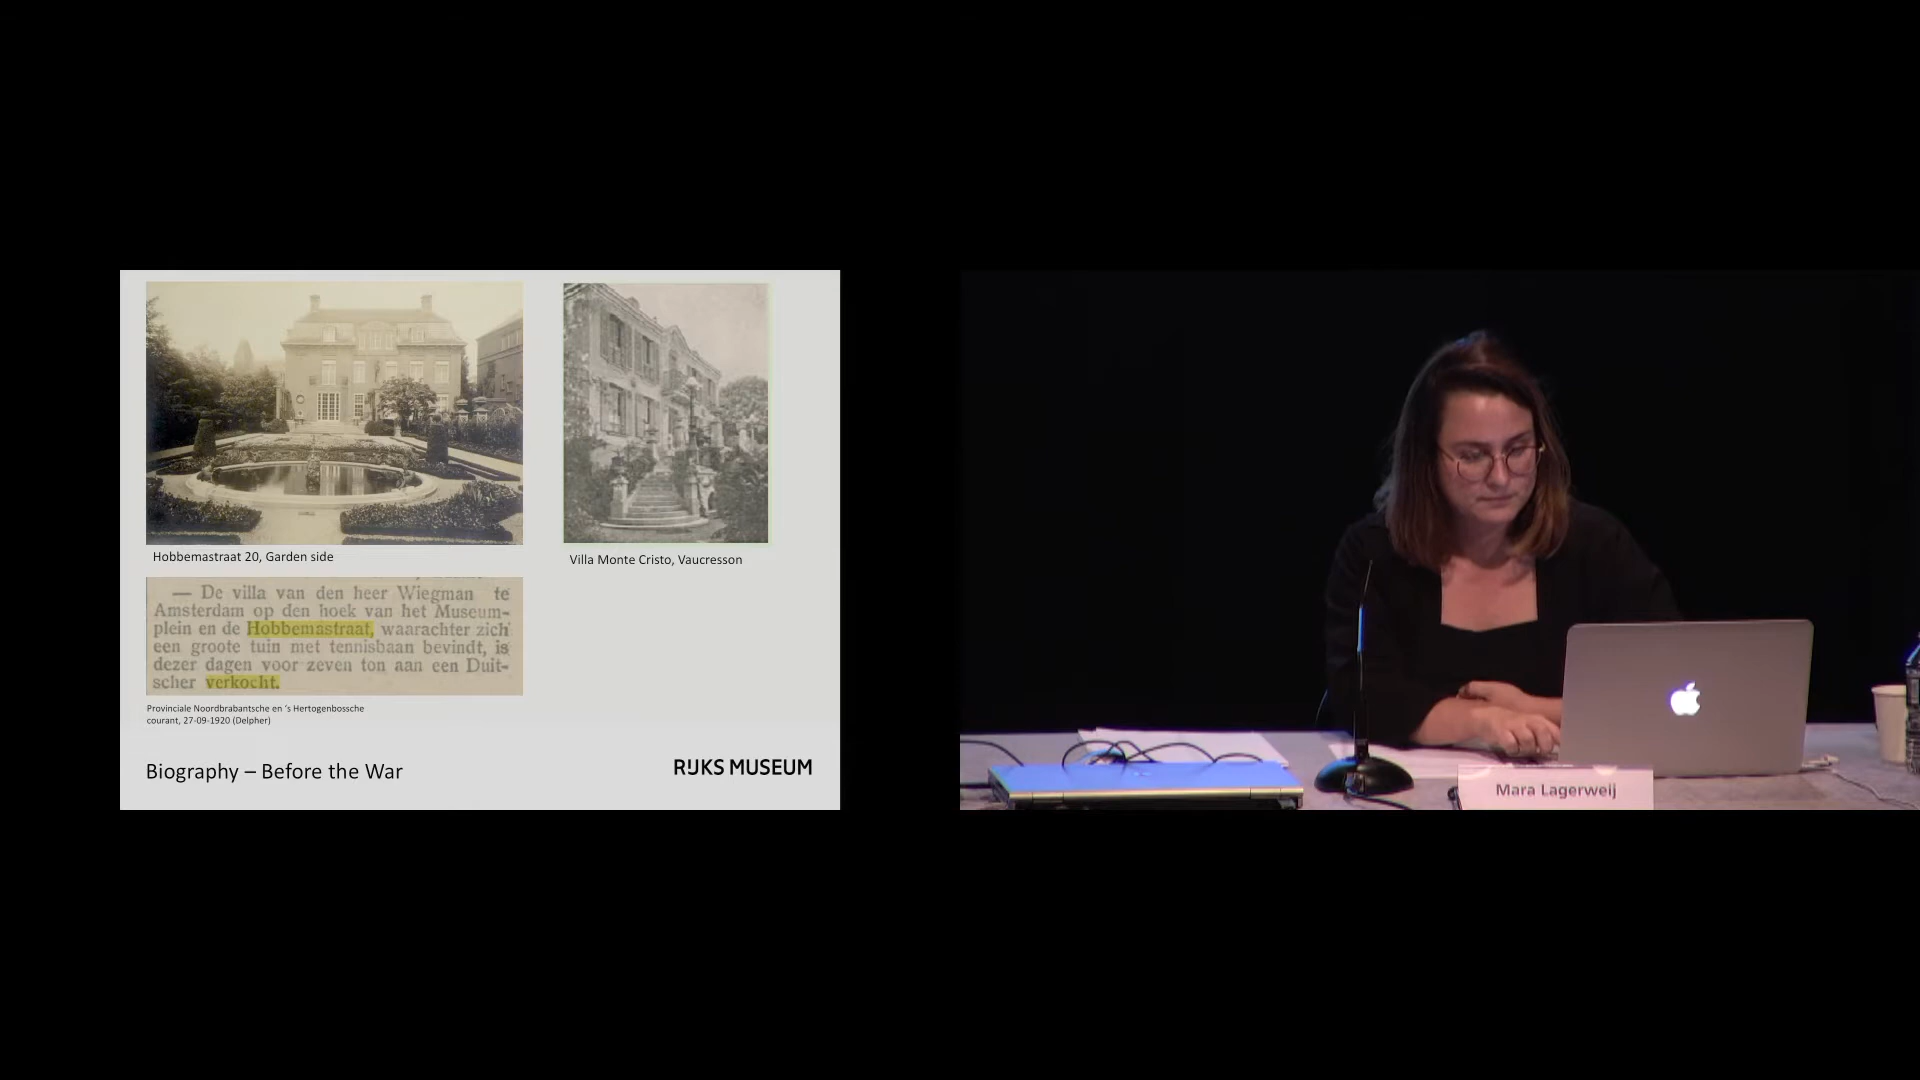 Hobbemastraat 20, Garden side
Villa Monte Cristo, Vaucresson
— De villa van den heer Wiegman te
Amsterdam op den hoek van het Museum-
plein en de Hobbemastraat, waarachter zich
een groote tuin met tennisbaan bevindt, is
dezer dagen voor zeven ton aan een Duit-
scher verkocht.
Provinciale Noordbrabantsche en 's Hertogenbossche
courant, 27-09-1920 (Delpher)
Biography – Before the War
RIJKS MUSEUM
Mara Lagerweij